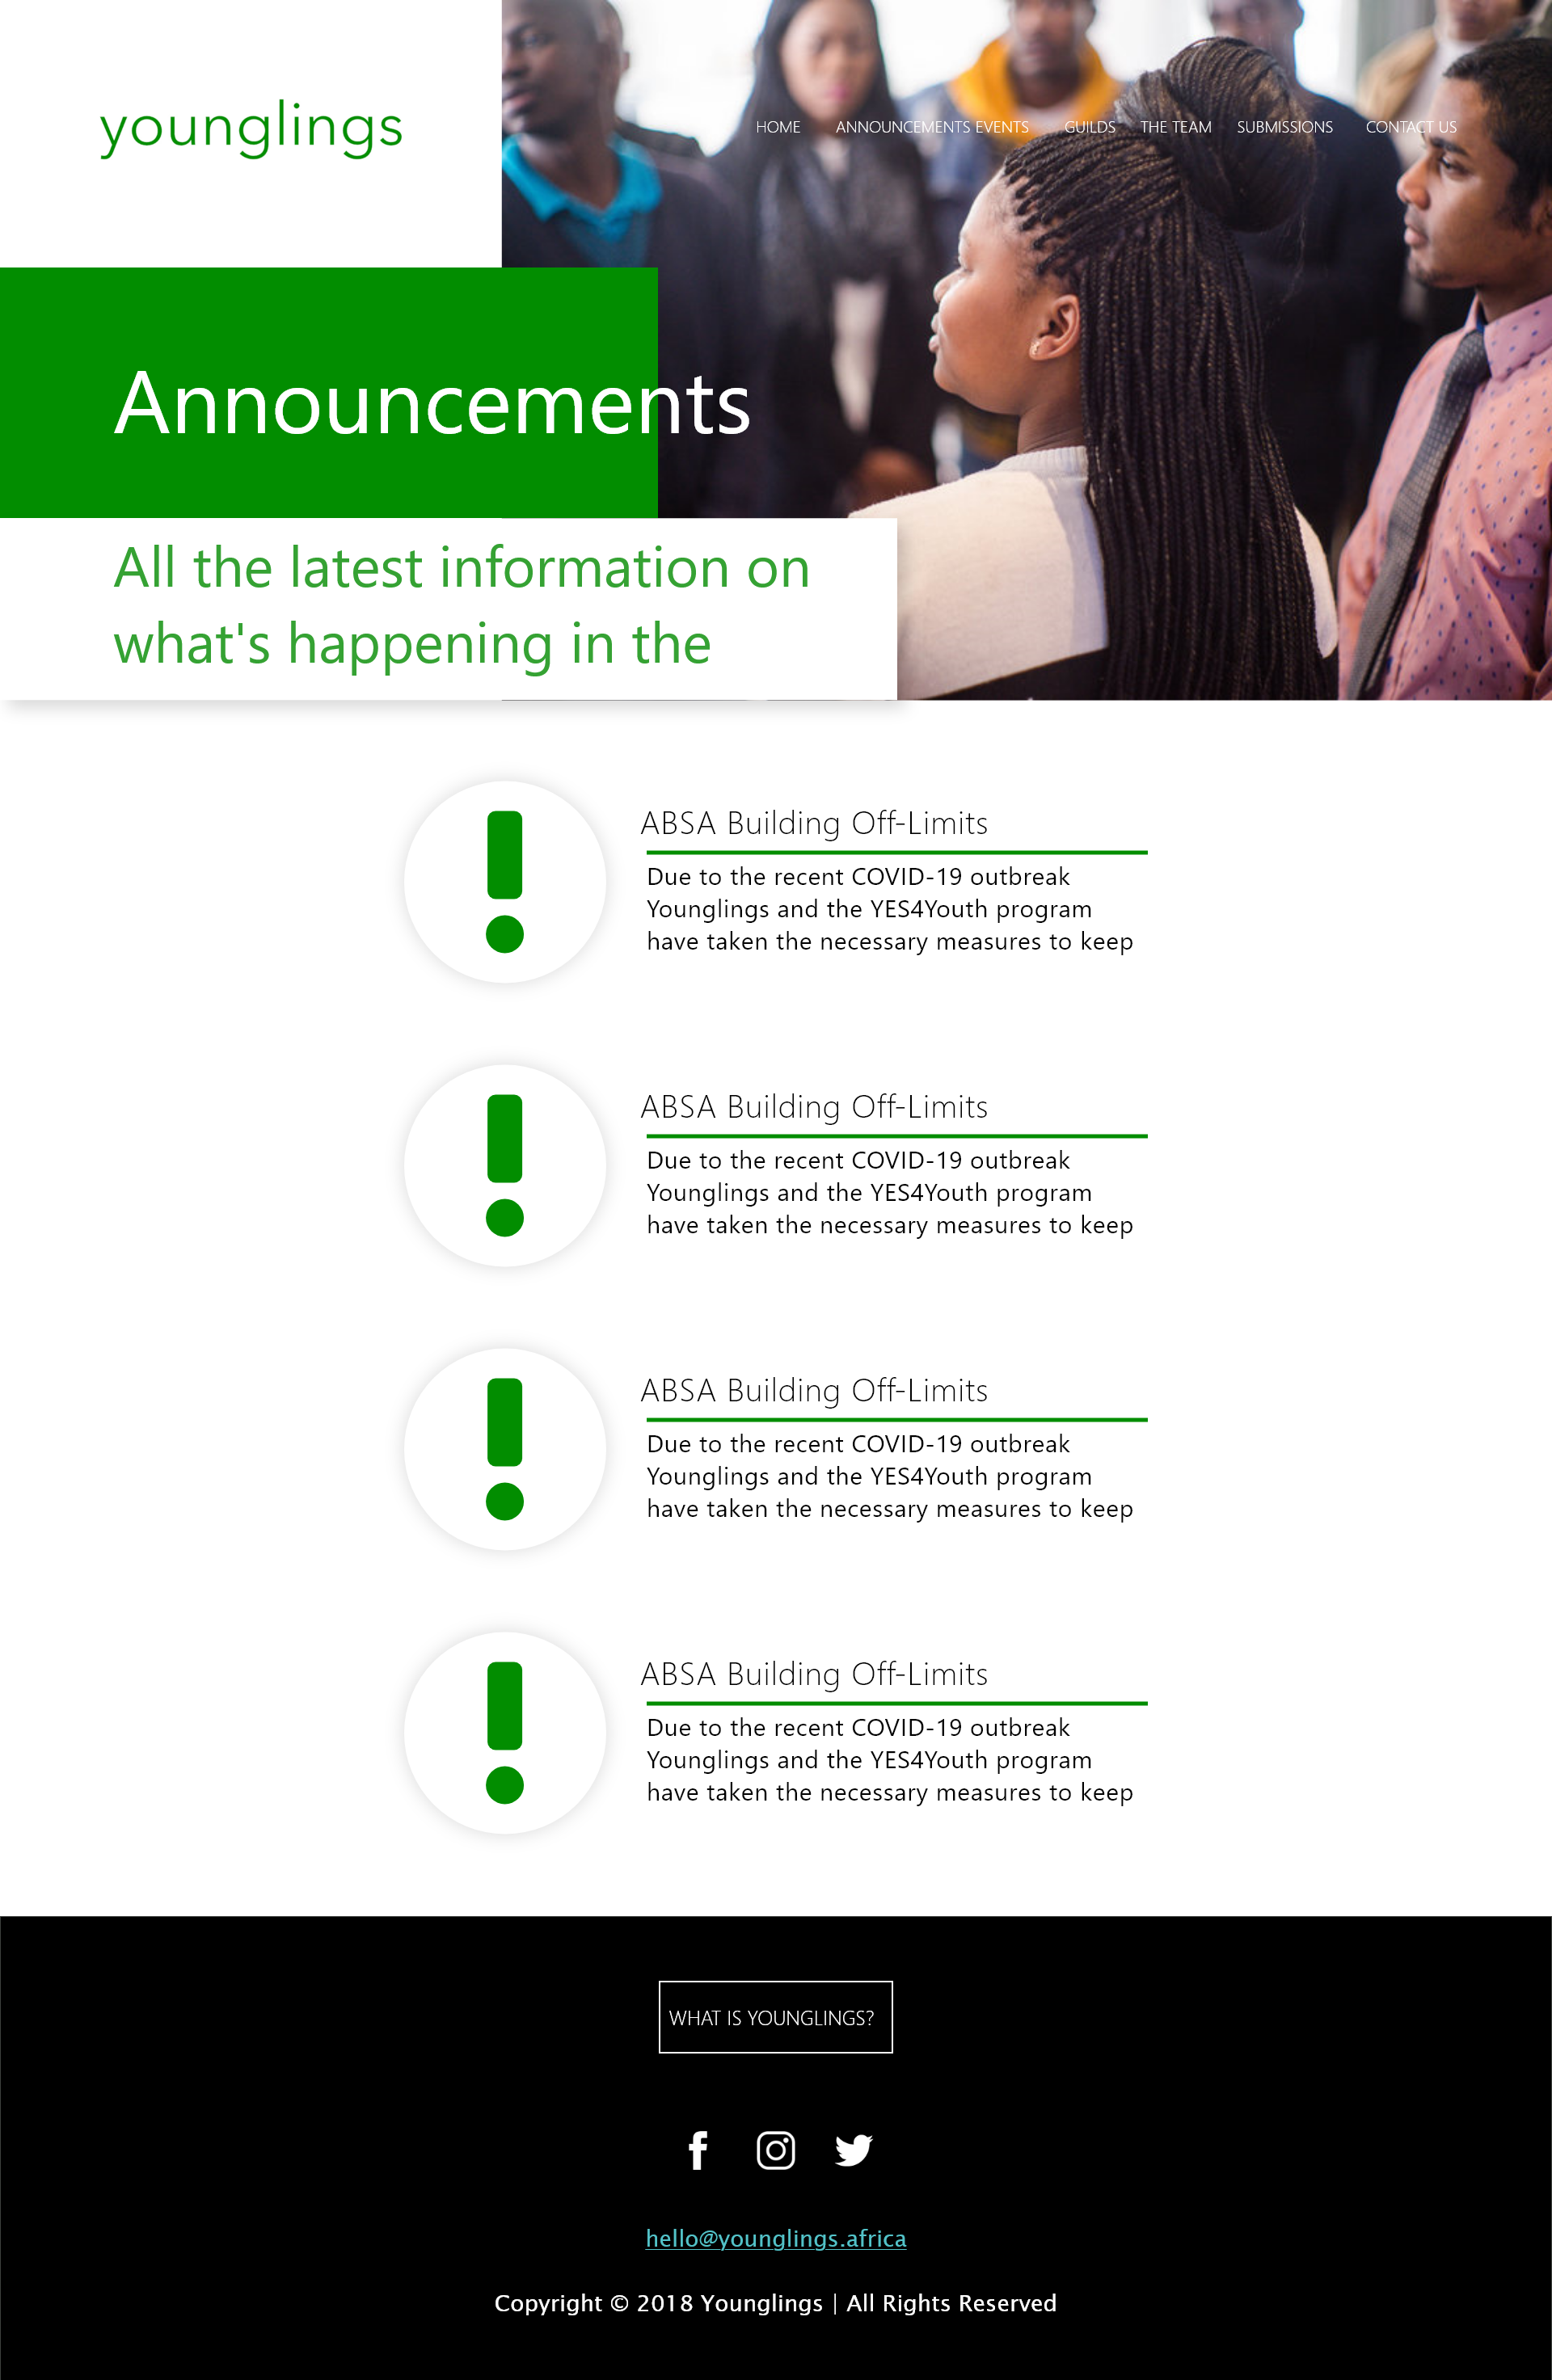 younglings
HOME ANNOUNCEMENTS EVENTS GUILDS THE TEAM SUBMISSIONS CONTACT US
Announcements
All the latest information on
what's happening in the
ABSA Building Off-Limits
Due to the recent COVID-19 outbreak
Younglings and the YES4Youth program
have taken the necessary measures to keep
ABSA Building Off-Limits
Due to the recent COVID-19 outbreak
Younglings and the YES4Youth program
have taken the necessary measures to keep
ABSA Building Off-Limits
Due to the recent COVID-19 outbreak
Younglings and the YES4Youth program
have taken the necessary measures to keep
ABSA Building Off-Limits
Due to the recent COVID-19 outbreak
Younglings and the YES4Youth program
have taken the necessary measures to keep
WHAT IS YOUNGLINGS?
hello@younglings.africa
Copyright © 2018 Younglings | All Rights Reserved